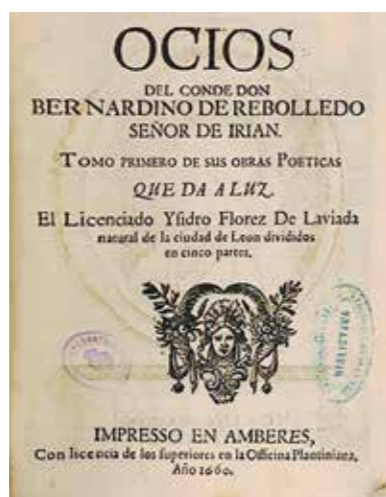 OCIOS
DEL CONDE DON
BERNARDINO DE REBOLLEDO
SEÑOR DE IRIAN.
TOMO PRIMERO DE SUS OBRAS POETICAS
QUE DA A LUZ
El Licenciado Ysidro Florez De Laviada
natural de la ciudad de Leon divididos
en cinco partes.
IMPRESSO EN AMBERES,
Con licencia de los superiores en la Officina Plantiniana,
Año 1660.